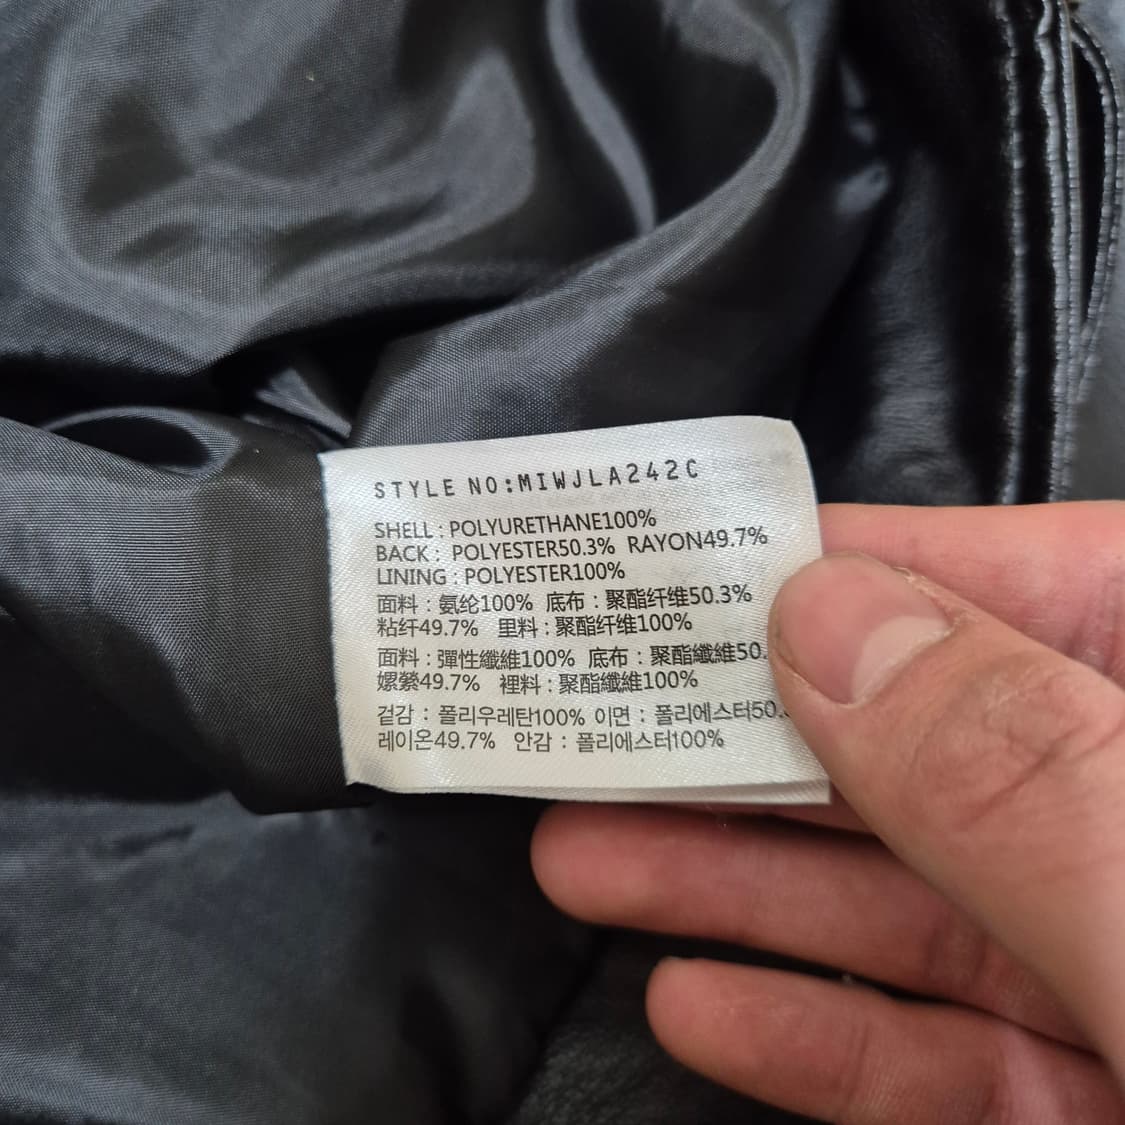 STYLE NO:MIWJLA242C
SHELL : POLYURETHANE100%
BACK : POLYESTER50.3% RAYON49.7%
LINING : POLYESTER100%
面料 : 氨纶100% 底布 : 聚酯纤维50.3%
粘纤49.7% 里料 : 聚酯纤维100%
面料 : 彈性纖維100% 底布 : 聚酯纖維50.
嫘縈49.7% 裡料 : 聚酯纖維100%
겉감 : 폴리우레탄100% 이면 : 폴리에스터50.
레이온49.7% 안감 : 폴리에스터100%